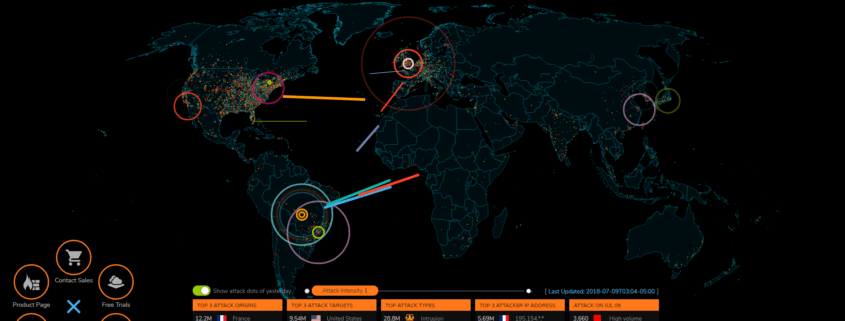 Contact Sales
Product Page
Free Trials
Show attack dots of yesterday
Attack Intensity 1
[ Last Updated:2018-07-09T03:04-05:00 ]
TOP 3 ATTACK ORIGINS
TOP 3 ATTACK TARGETS
TOP 3 ATTACK TYPES
TOP 3 ATTACKER IP ADDRESS
ATTACK ON JUL 08
12.2M France
9.54M United States
28.8M Intrusion
5.69M 195.154.*.*
3,660 High volume